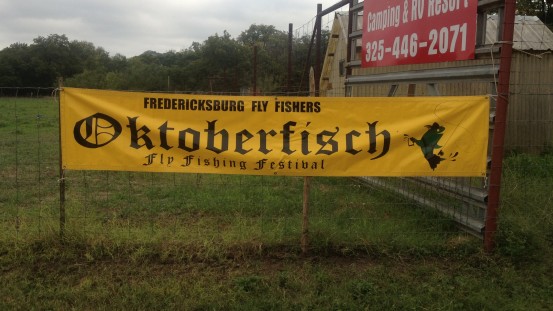 Camping & RV Resort
325-446-2071
FREDERICKSBURG FLY FISHERS
Oktoberfisch
Fly Fishing Festival